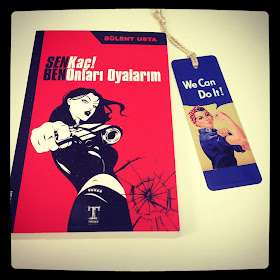 BÜLENT USTA
SEN Kaç!
BEN Onları Oyalarım
T
We Can
Do It!